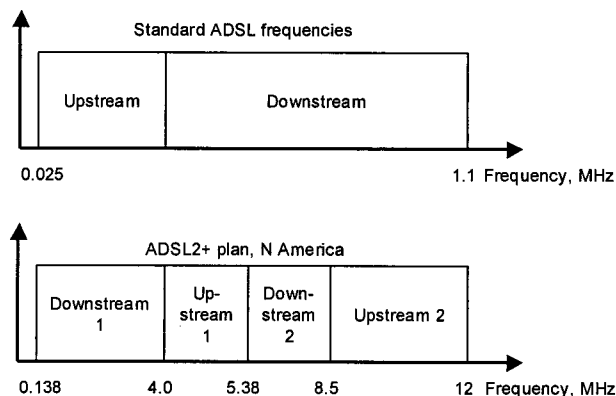 Standard ADSL frequencies
Upstream
Downstream
0.025
1.1 Frequency, MHz
ADSL2+ plan, N America
Downstream
1
Up-
stream
1
Down-
stream
2
Upstream 2
0.138
4.0
5.38
8.5
12
Frequency, MHz